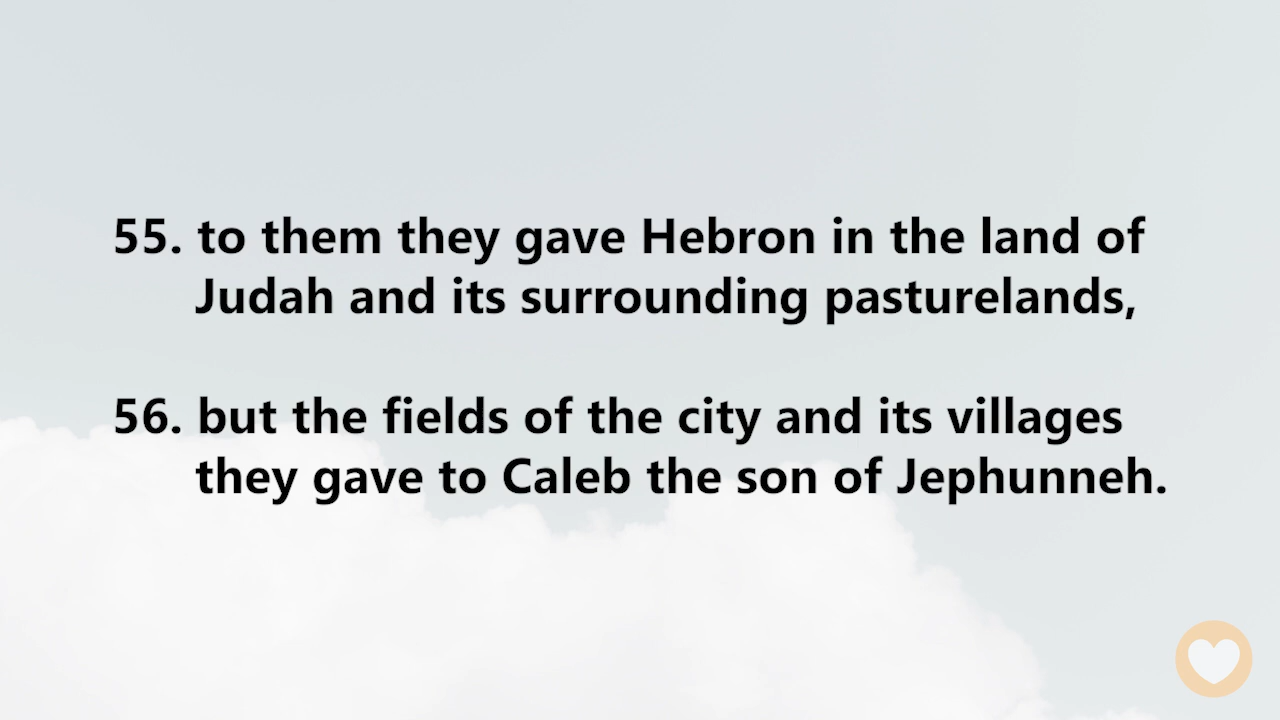 55. to them they gave Hebron in the land of
Judah and its surrounding pasturelands,
56. but the fields of the city and its villages
they gave to Caleb the son of Jephunneh.